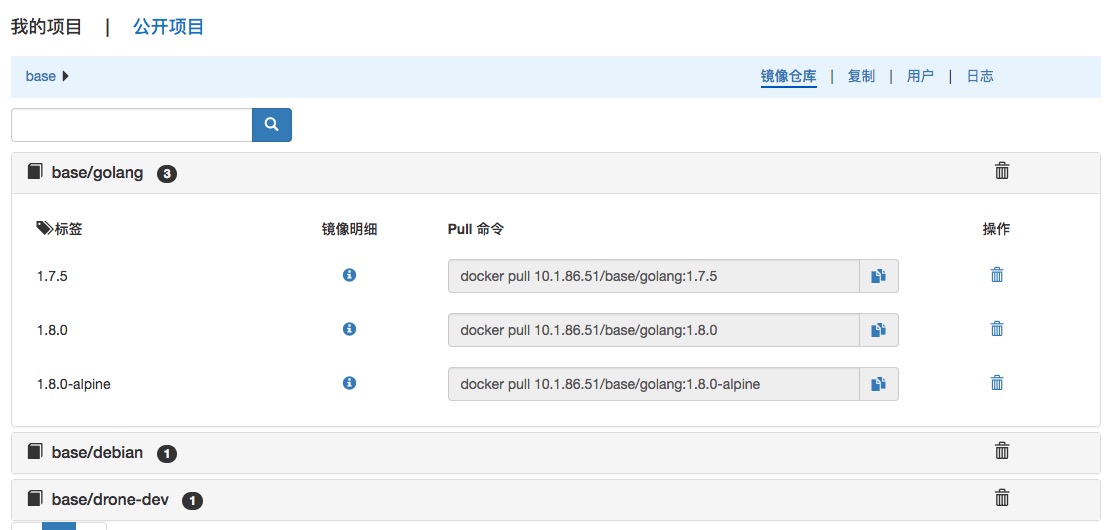 我的项目 | 公开项目
base 镜像仓库 | 复制 | 用户 | 日志
base/golang 3
标签 镜像明细 Pull 命令 操作
1.7.5 docker pull 10.1.86.51/base/golang:1.7.5
1.8.0 docker pull 10.1.86.51/base/golang:1.8.0
1.8.0-alpine docker pull 10.1.86.51/base/golang:1.8.0-alpine
base/debian 1
base/drone-dev 1